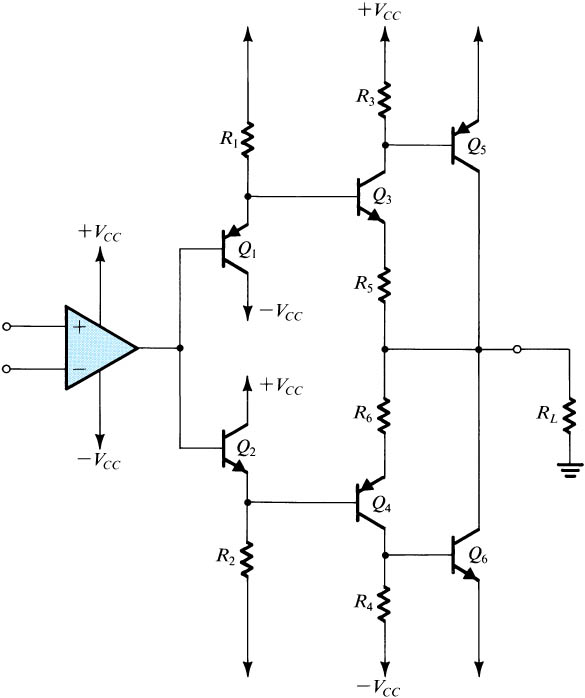 +V_CC
R_3
R_1
Q_5
Q_3
+V_CC
Q_1
R_5
−V_CC
+
−
+V_CC
R_6
R_L
−V_CC
Q_2
Q_4
R_2
Q_6
R_4
−V_CC